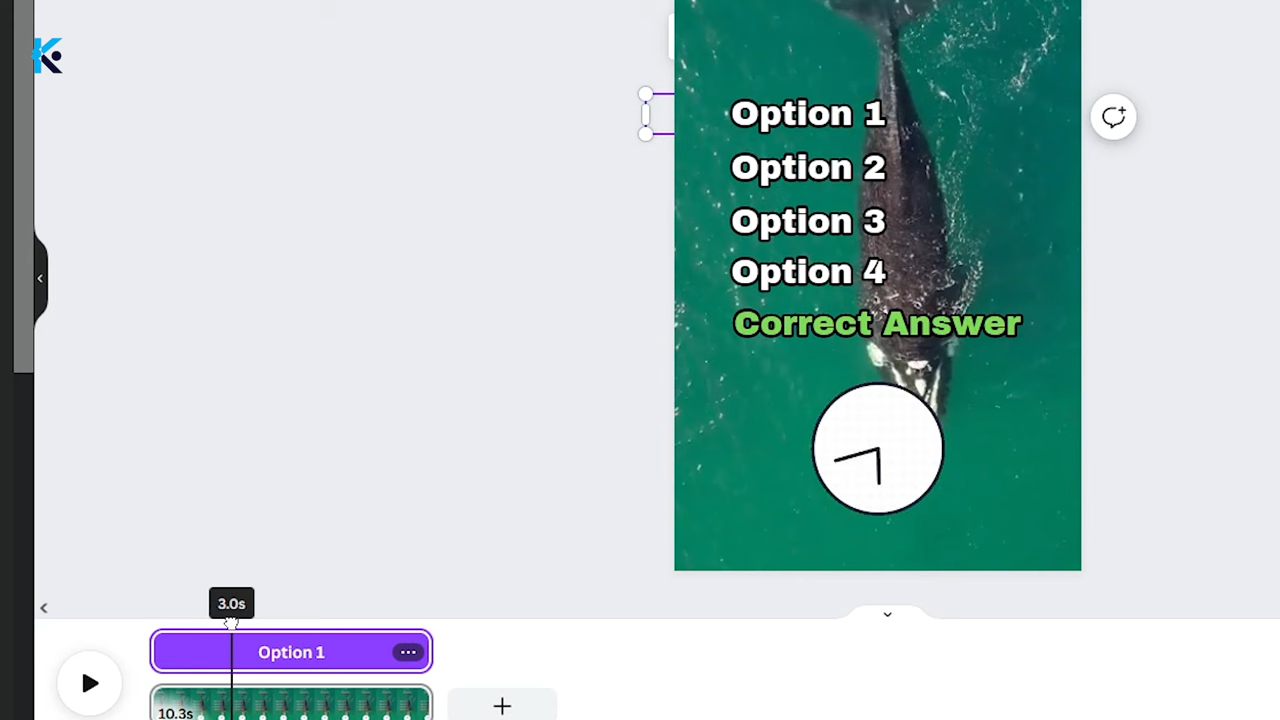 Option 1
Option 2
Option 3
Option 4
Correct Answer
3.0s
Option 1
10.3s